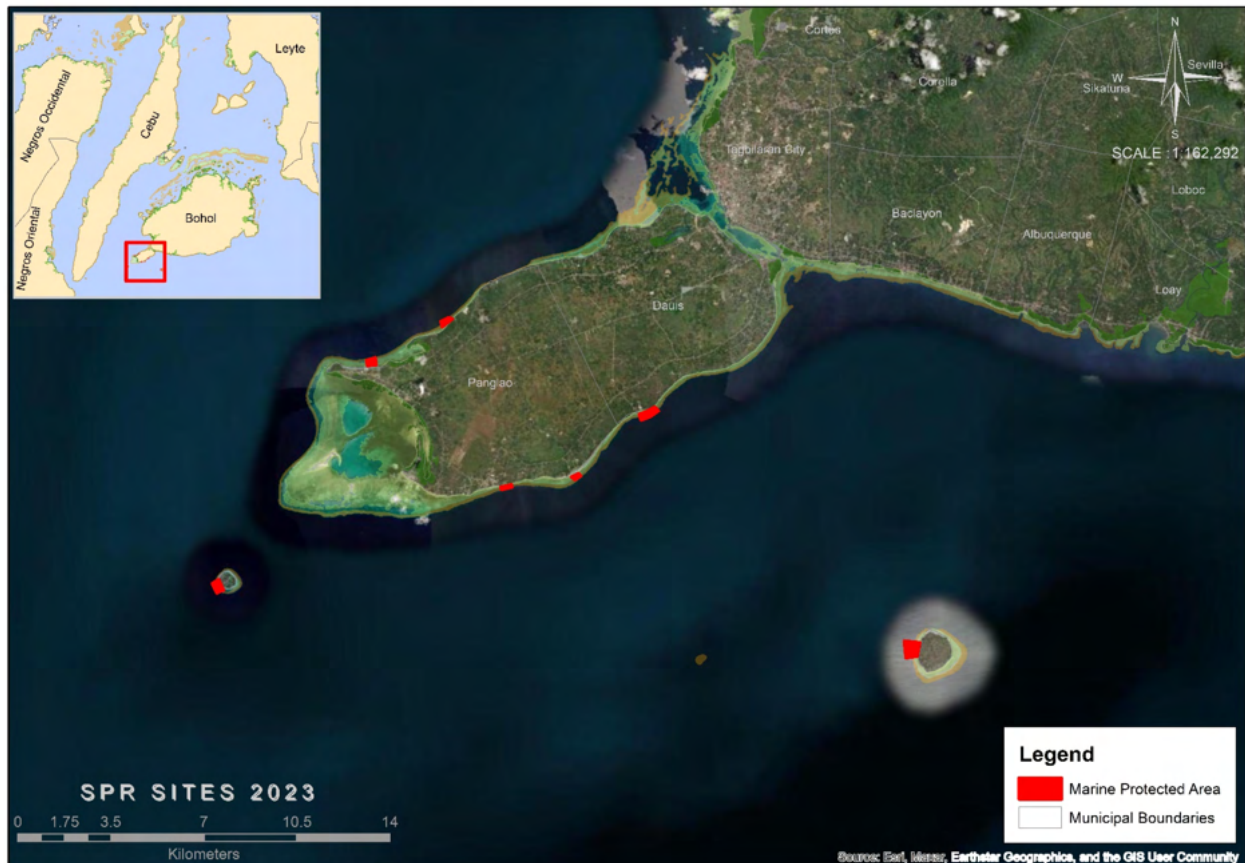 Leyte
Negros Occidental
Cebu
Bohol
Negros Oriental
Cortes
Corolla
N
W
E
S
Sevilla
Sikatuna
SCALE : 1:162,292
Tagbilaran City
Loboc
Baclayon
Albuquerque
Loay
Dauis
Panglao
SPR SITES 2023
0 1.75 3.5 7 10.5 14
Kilometers
Legend
Marine Protected Area
Municipal Boundaries
Source: Esri, Maxar, Earthstar Geographics, and the GIS User Community